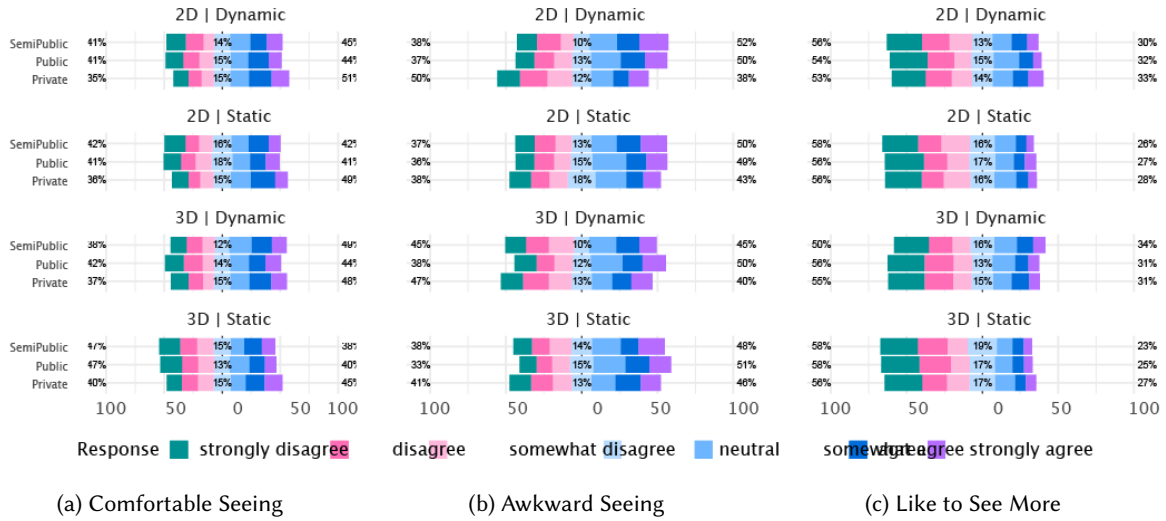 2D | Dynamic 2D | Dynamic 2D | Dynamic
SemiPublic 41% 14% 45% 38% 10% 52% 56% 13% 30%
Public 41% 15% 44% 37% 13% 50% 54% 15% 32%
Private 35% 15% 51% 50% 12% 38% 53% 14% 33%
2D | Static 2D | Static 2D | Static
SemiPublic 42% 16% 42% 37% 13% 50% 58% 16% 26%
Public 41% 18% 41% 36% 15% 49% 56% 17% 27%
Private 36% 15% 49% 38% 18% 43% 56% 16% 28%
3D | Dynamic 3D | Dynamic 3D | Dynamic
SemiPublic 38% 12% 49% 45% 10% 45% 50% 16% 34%
Public 42% 14% 44% 38% 12% 50% 56% 13% 31%
Private 37% 15% 48% 47% 13% 40% 55% 15% 31%
3D | Static 3D | Static 3D | Static
SemiPublic 47% 15% 38% 38% 14% 48% 58% 19% 23%
Public 47% 13% 40% 33% 15% 51% 58% 17% 25%
Private 40% 15% 45% 41% 13% 46% 56% 17% 27%
100 50 0 50 100 100 50 0 50 100 50 0 50 100
Response strongly disagree disagree somewhat disagree neutral somewhat agree agree strongly agree
(a) Comfortable Seeing (b) Awkward Seeing (c) Like to See More